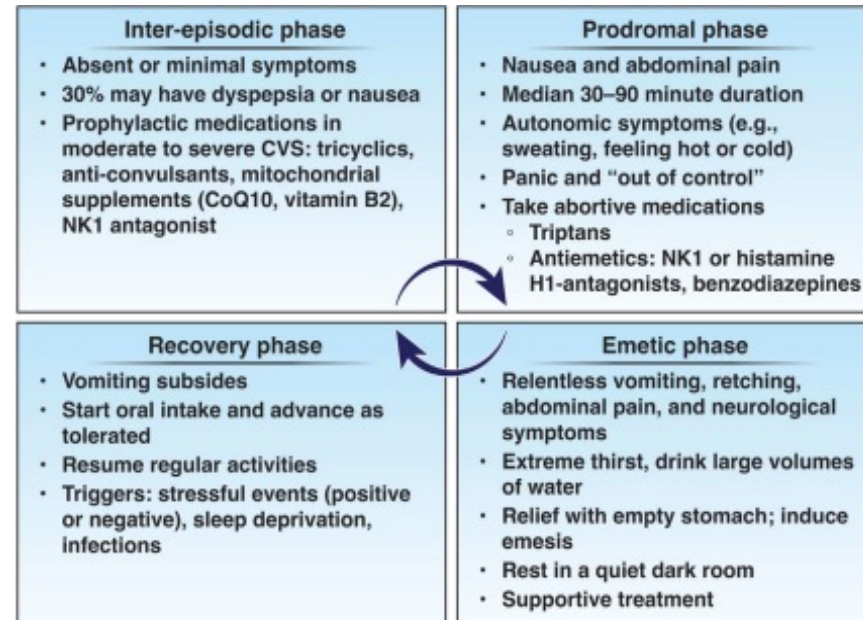 Inter-episodic phase
• Absent or minimal symptoms
• 30% may have dyspepsia or nausea
• Prophylactic medications in
moderate to severe CVS: tricyclics,
anti-convulsants, mitochondrial
supplements (CoQ10, vitamin B2),
NK1 antagonist
Prodromal phase
• Nausea and abdominal pain
• Median 30–90 minute duration
• Autonomic symptoms (e.g.,
sweating, feeling hot or cold)
• Panic and “out of control”
• Take abortive medications
◦ Triptans
◦ Antiemetics: NK1 or histamine
H1-antagonists, benzodiazepines
Recovery phase
• Vomiting subsides
• Start oral intake and advance as
tolerated
• Resume regular activities
• Triggers: stressful events (positive
or negative), sleep deprivation,
infections
Emetic phase
• Relentless vomiting, retching,
abdominal pain, and neurological
symptoms
• Extreme thirst, drink large volumes
of water
• Relief with empty stomach; induce
emesis
• Rest in a quiet dark room
• Supportive treatment